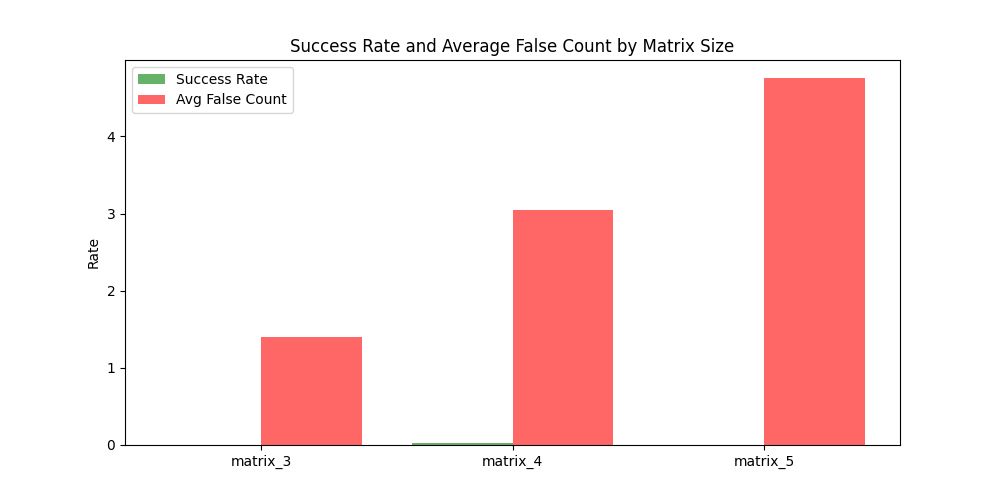 Success Rate and Average False Count by Matrix Size
Success Rate
Avg False Count
Rate
4
3
2
1
0
matrix_3
matrix_4
matrix_5